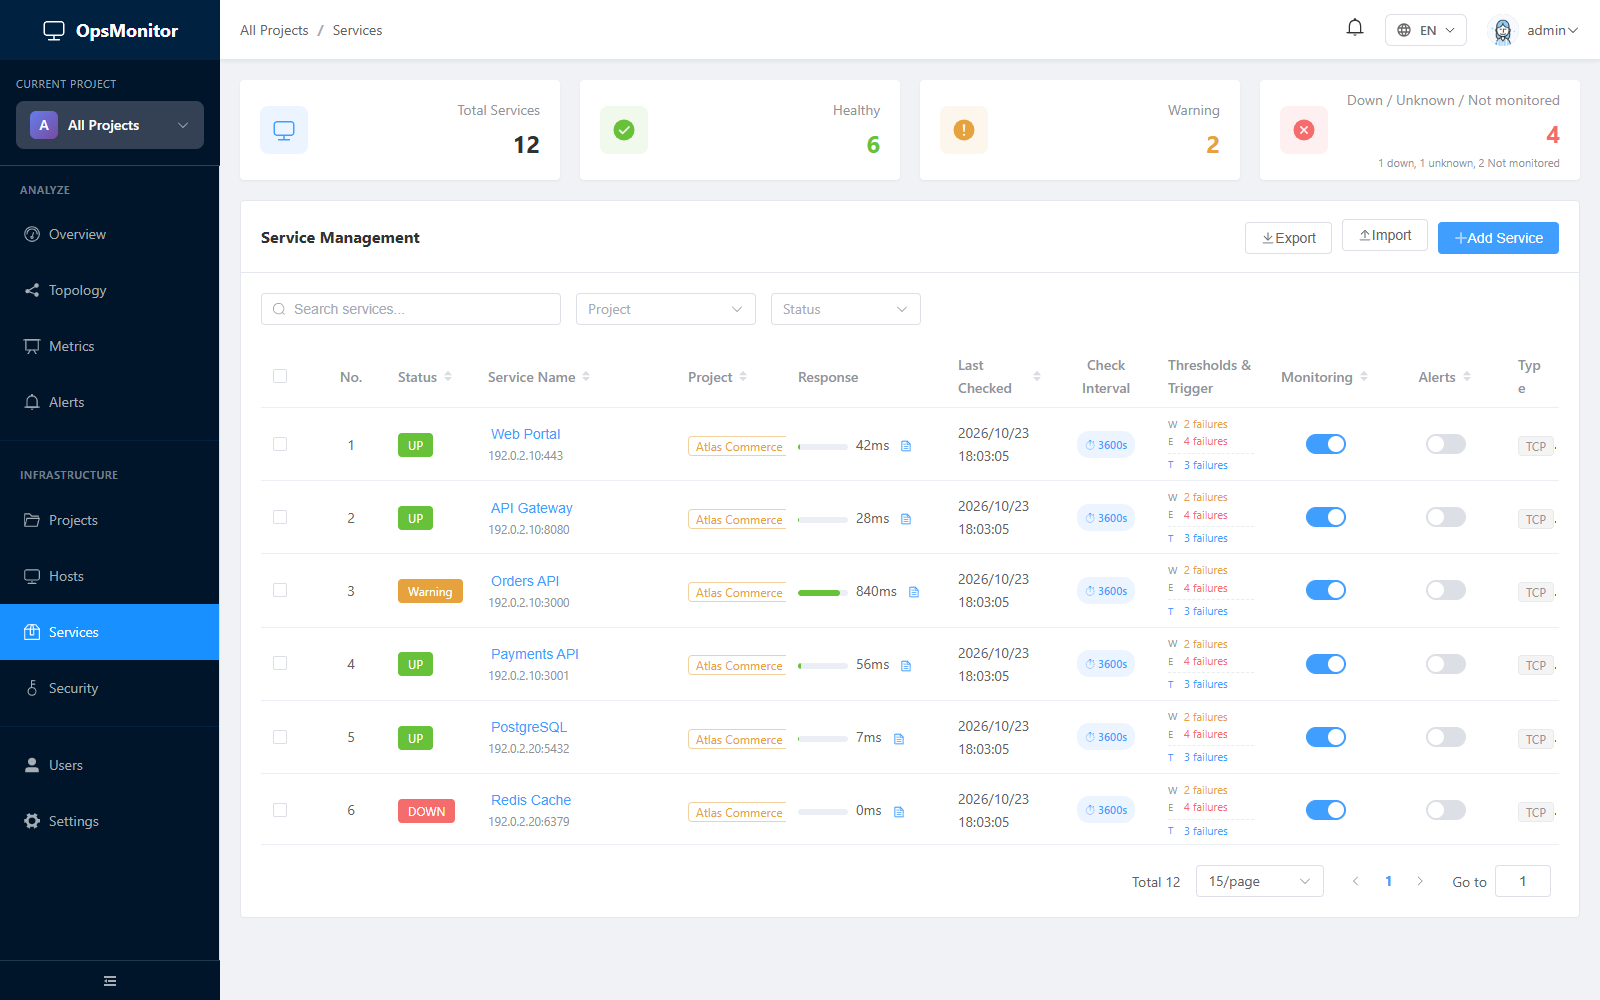 OpsMonitor
All Projects / Services
EN
admin
CURRENT PROJECT
A All Projects
ANALYZE
Overview
Topology
Metrics
Alerts
INFRASTRUCTURE
Projects
Hosts
Services
Security
Users
Settings
Total Services
12
Healthy
6
Warning
2
Down / Unknown / Not monitored
4
1 down, 1 unknown, 2 Not monitored
Service Management
Export
Import
Add Service
Search services...
Project
Status
No. Status Service Name Project Response Last Checked Check Interval Thresholds & Trigger Monitoring Alerts Type
1 UP Web Portal 192.0.2.10:443 Atlas Commerce 42ms 2026/10/23 18:03:05 3600s W 2 failures E 4 failures T 3 failures TCP
2 UP API Gateway 192.0.2.10:8080 Atlas Commerce 28ms 2026/10/23 18:03:05 3600s W 2 failures E 4 failures T 3 failures TCP
3 Warning Orders API 192.0.2.10:3000 Atlas Commerce 840ms 2026/10/23 18:03:05 3600s W 2 failures E 4 failures T 3 failures TCP
4 UP Payments API 192.0.2.10:3001 Atlas Commerce 56ms 2026/10/23 18:03:05 3600s W 2 failures E 4 failures T 3 failures TCP
5 UP PostgreSQL 192.0.2.20:5432 Atlas Commerce 7ms 2026/10/23 18:03:05 3600s W 2 failures E 4 failures T 3 failures TCP
6 DOWN Redis Cache 192.0.2.20:6379 Atlas Commerce 0ms 2026/10/23 18:03:05 3600s W 2 failures E 4 failures T 3 failures TCP
Total 12 15/page 1 Go to 1